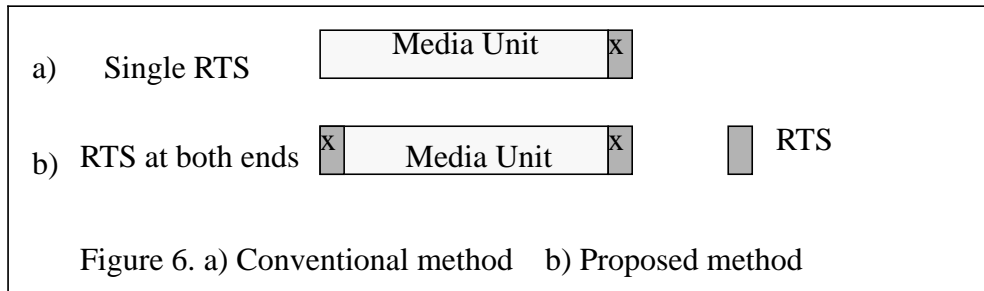 Media Unit x
a) Single RTS
b) RTS at both ends x Media Unit x RTS
Figure 6. a) Conventional method b) Proposed method